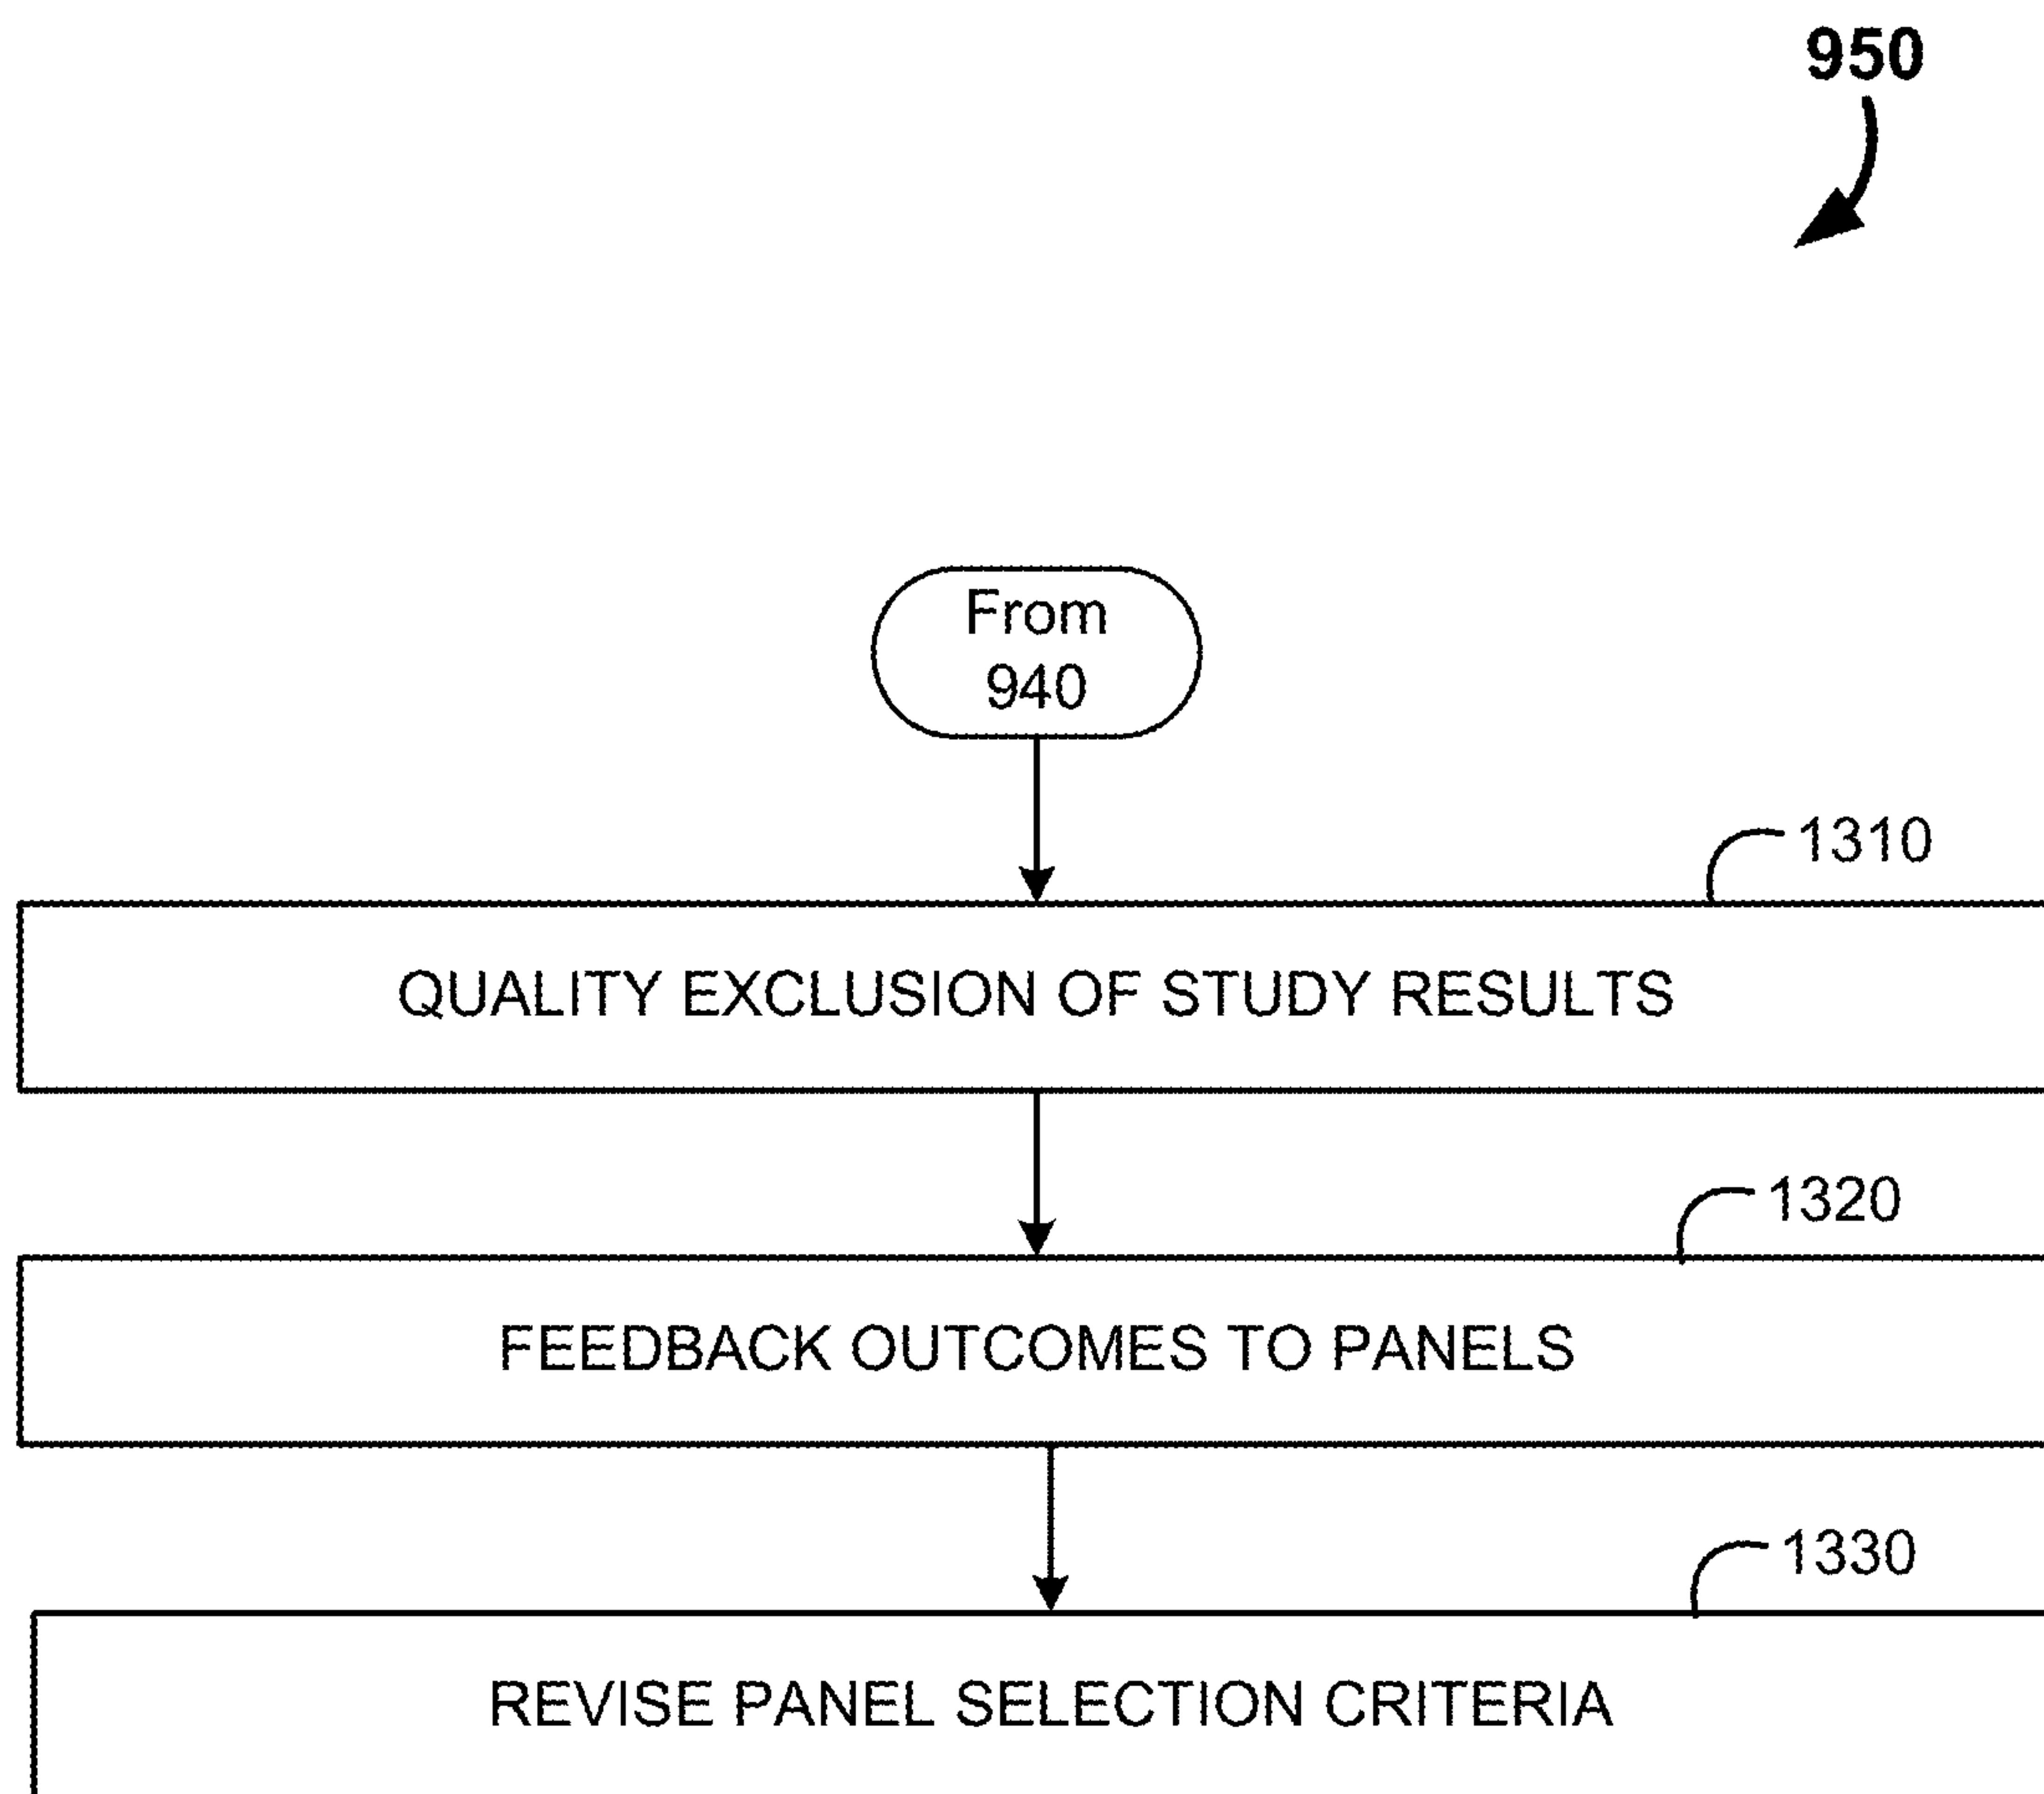 950
From
940
1310
QUALITY EXCLUSION OF STUDY RESULTS
1320
FEEDBACK OUTCOMES TO PANELS
1330
REVISE PANEL SELECTION CRITERIA